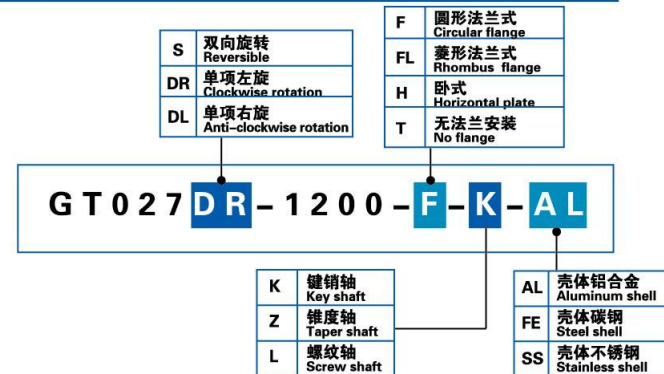 S 双向旋转
Reversible
DR 单项左旋
Clockwise rotation
DL 单项右旋
Anti-clockwise rotation
F 圆形法兰式
Circular flange
FL 菱形法兰式
Rhombus flange
H 卧式
Horizontal plate
T 无法兰安装
No flange
GT027DR-1200-F-K-AL
K 键销轴
Key shaft
Z 锥度轴
Taper shaft
L 螺纹轴
Screw shaft
AL 壳体铝合金
Aluminum shell
FE 壳体碳钢
Steel shell
SS 壳体不锈钢
Stainless shell